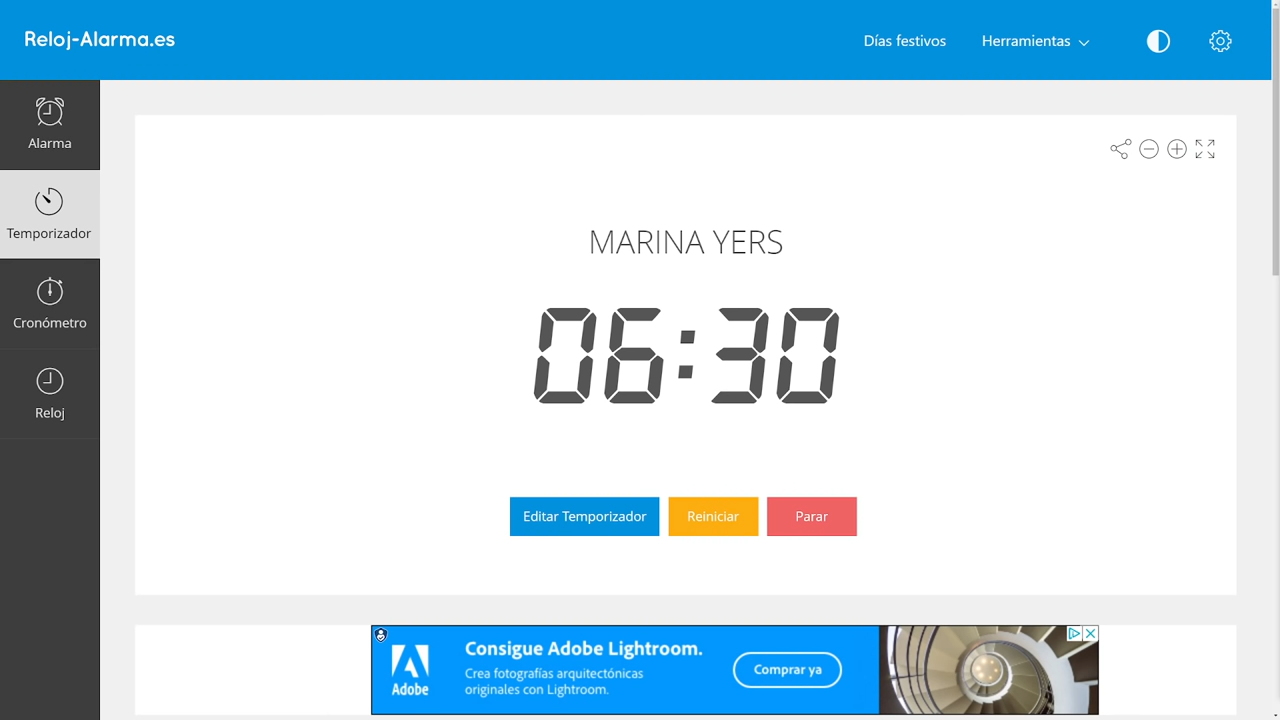 Reloj-Alarma.es
Días festivos
Herramientas
Alarma
Temporizador
Cronómetro
Reloj
MARINA YERS
06:30
Editar Temporizador
Reiniciar
Parar
Adobe
Consigue Adobe Lightroom.
Crea fotografías arquitectónicas
originales con Lightroom.
Comprar ya